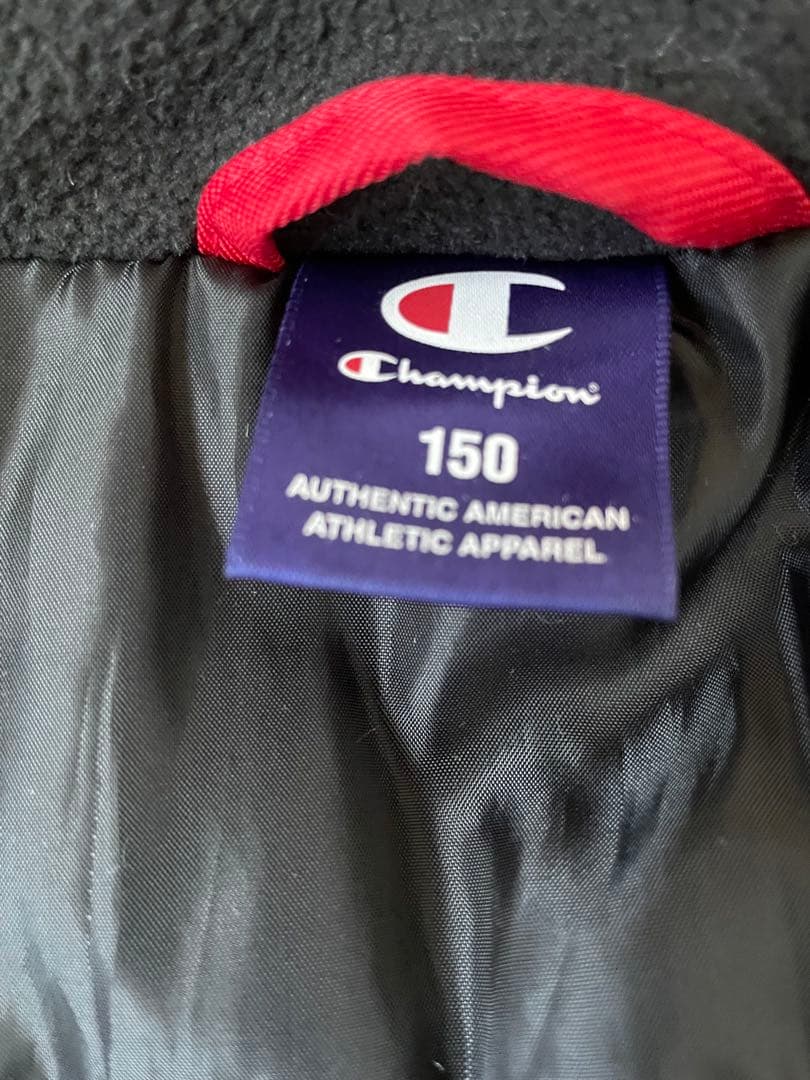 Champion
150
AUTHENTIC AMERICAN
ATHLETIC APPAREL